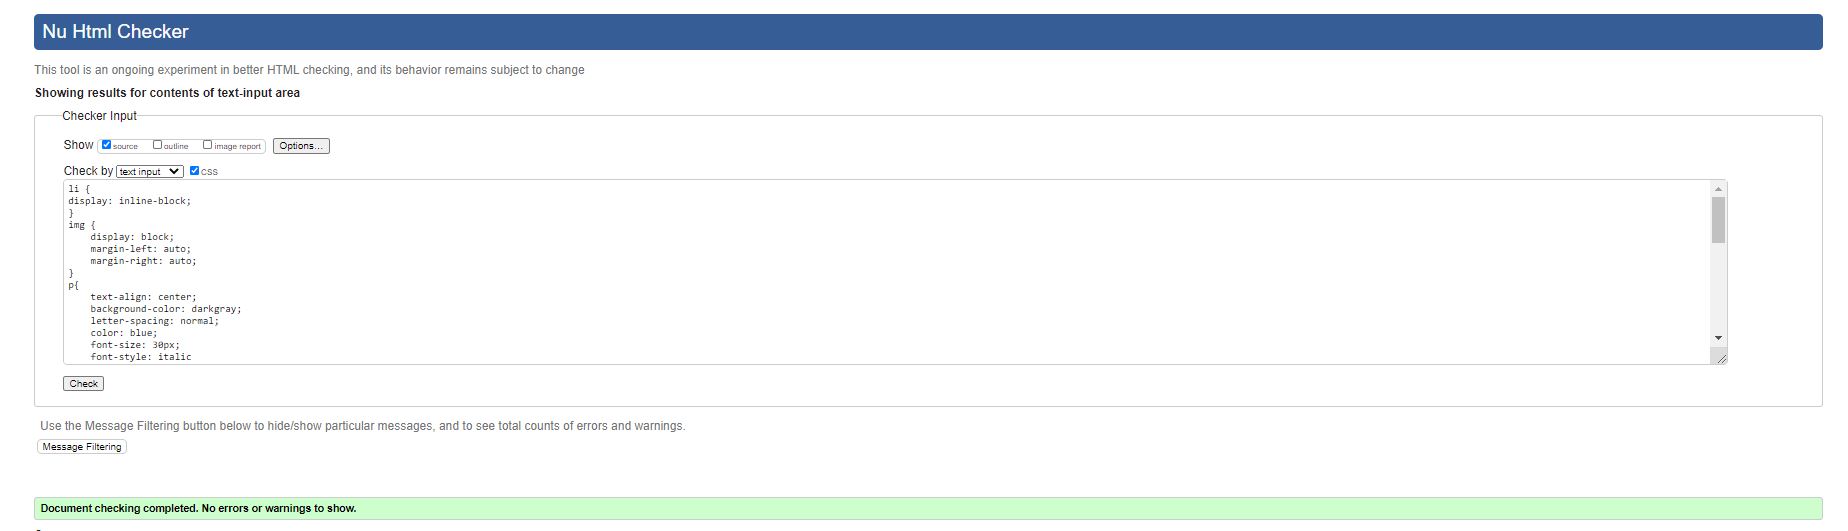 Nu Html Checker
This tool is an ongoing experiment in better HTML checking, and its behavior remains subject to change
Showing results for contents of text-input area
Checker Input
Show source outline image report Options...
Check by text input css
li {
display: inline-block;
}
img {
    display: block;
    margin-left: auto;
    margin-right: auto;
}
p{
    text-align: center;
    background-color: darkgray;
    letter-spacing: normal;
    color: blue;
    font-size: 30px;
    font-style: italic
Check
Use the Message Filtering button below to hide/show particular messages, and to see total counts of errors and warnings.
Message Filtering
Document checking completed. No errors or warnings to show.